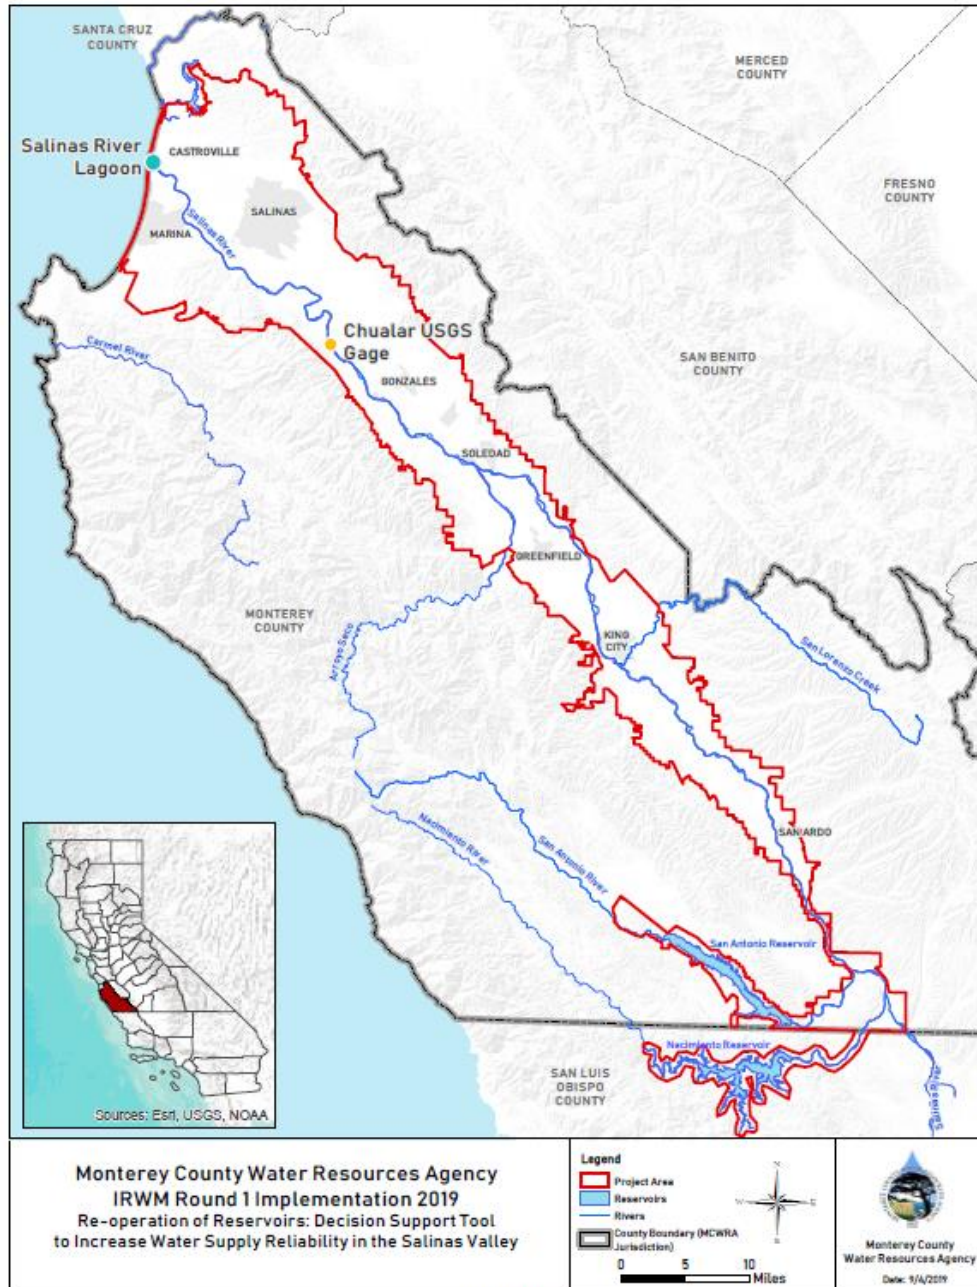 SANTA CRUZ
COUNTY
MERCED
COUNTY
Salinas River
Lagoon
CASTROVILLE
FRESNO
COUNTY
SALINAS
MARINA
Salinas River
Chualar USGS
Gage
Carmel River
SAN BENITO
COUNTY
GONZALES
SOLEDAD
GREENFIELD
MONTEREY
COUNTY
KING
CITY
Arroyo Seco
San Lorenzo Creek
SAN ARDO
Nacimiento River
San Antonio River
San Antonio Reservoir
Nacimiento Reservoir
SAN LUIS
OBISPO
COUNTY
Salinas River
Sources: Esri, USGS, NOAA
Monterey County Water Resources Agency
IRWM Round 1 Implementation 2019
Re-operation of Reservoirs: Decision Support Tool
to Increase Water Supply Reliability in the Salinas Valley
Legend
Project Area
Reservoirs
Rivers
County Boundary (MCWRA
Jurisdiction)
N
W
E
S
0 5 10
Miles
Monterey County
Water Resources Agency
Date: 9/4/2019